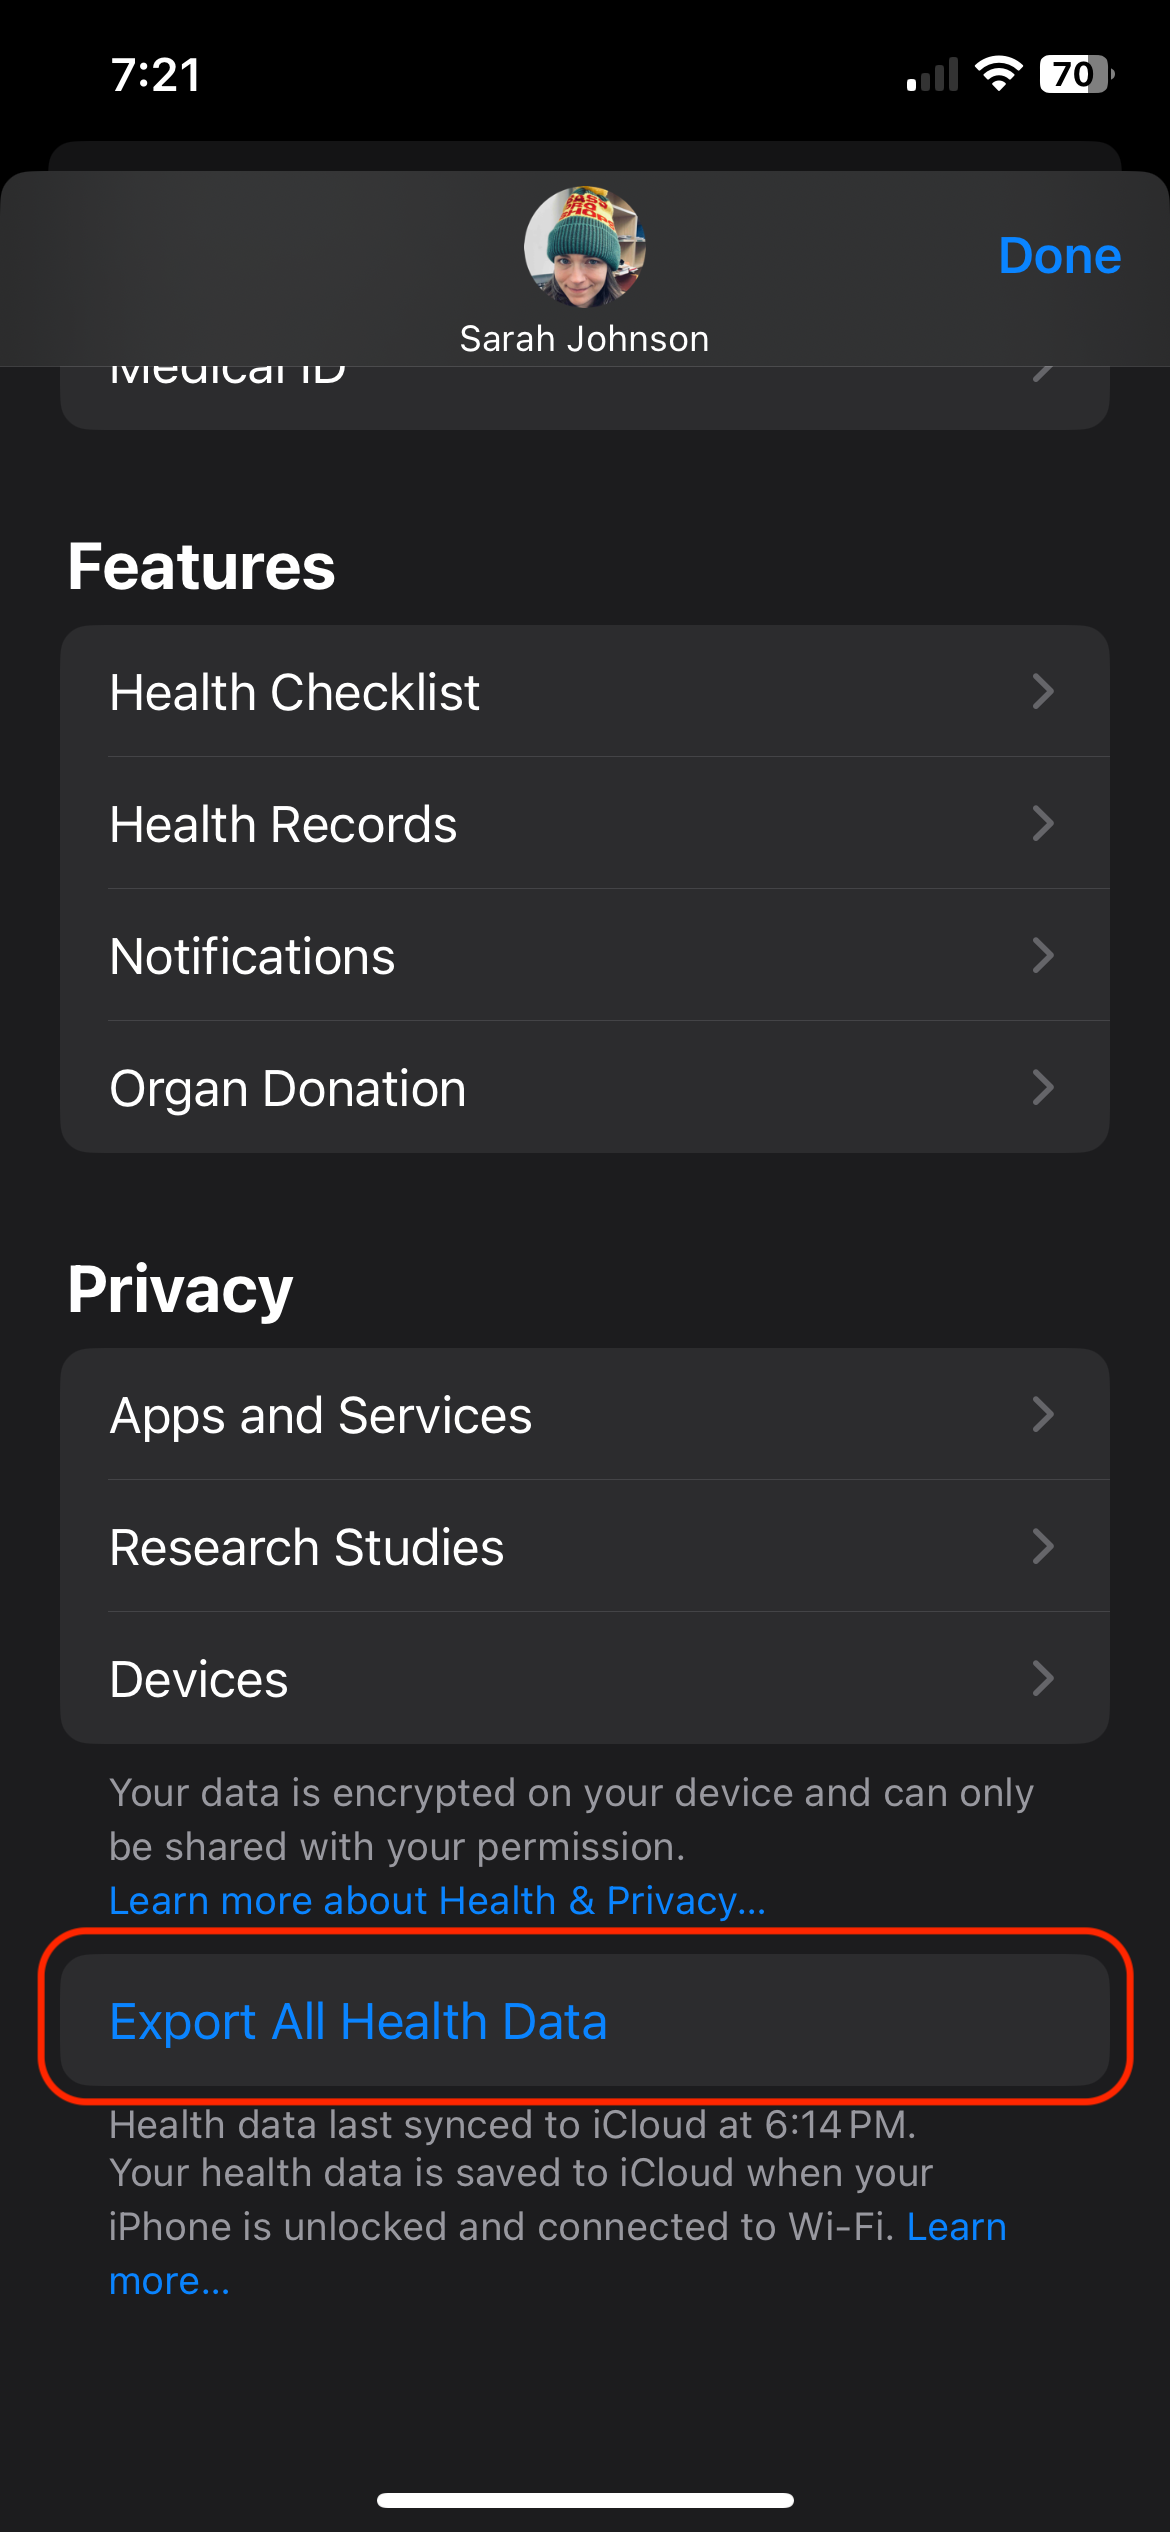 7:21
70
Done
Sarah Johnson
Medical ID
Features
Health Checklist
Health Records
Notifications
Organ Donation
Privacy
Apps and Services
Research Studies
Devices
Your data is encrypted on your device and can only
be shared with your permission.
Learn more about Health & Privacy...
Export All Health Data
Health data last synced to iCloud at 6:14 PM.
Your health data is saved to iCloud when your
iPhone is unlocked and connected to Wi-Fi. Learn
more...